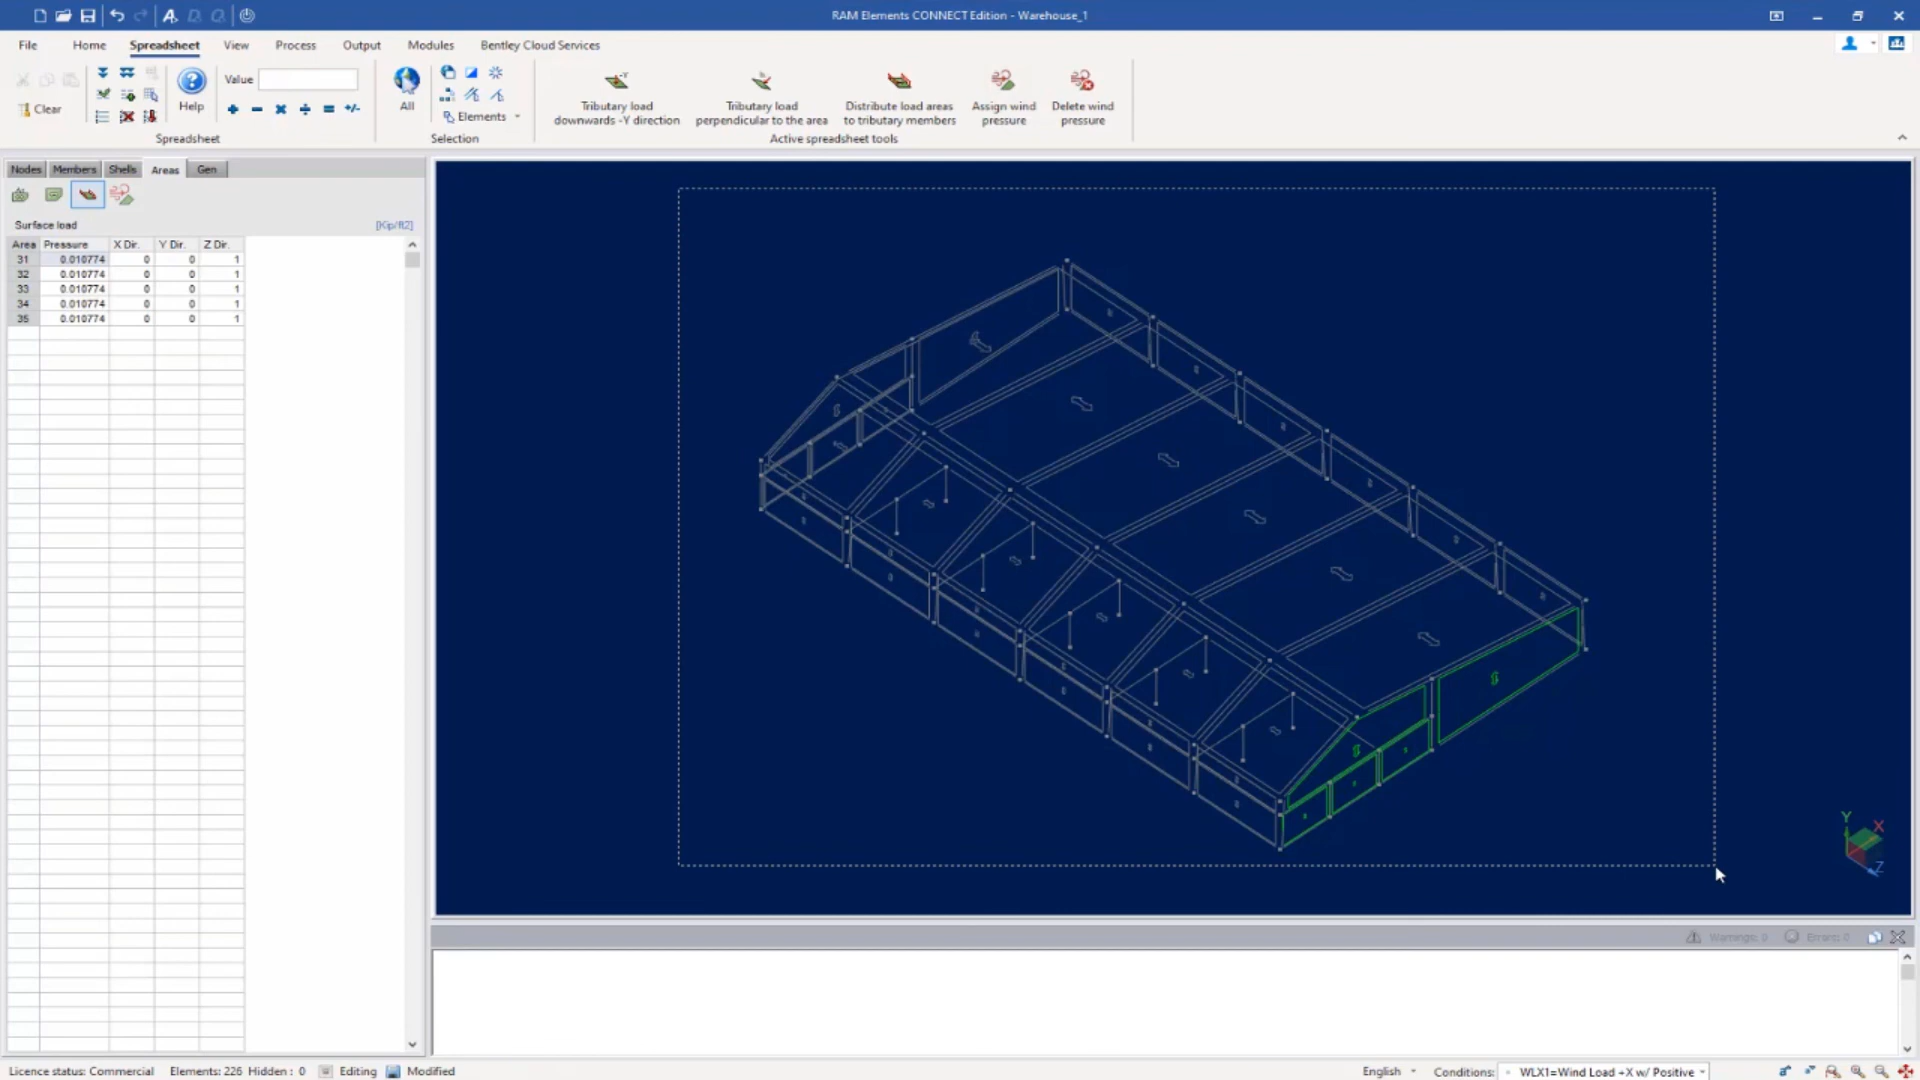 RAM Elements CONNECT Edition - Warehouse_1
File Home Spreadsheet View Process Output Modules Bentley Cloud Services
Clear
Help
Value
All
Elements
Tributary load
downwards -Y direction
Tributary load
perpendicular to the area
Distribute load areas
to tributary members
Assign wind
pressure
Delete wind
pressure
Spreadsheet Selection Active spreadsheet tools
Nodes Members Shells Areas Gen
Surface load [Kip/ft2]
Area Pressure X Dir. Y Dir. Z Dir.
31 0.010774 0 0 1
32 0.010774 0 0 1
33 0.010774 0 0 1
34 0.010774 0 0 1
35 0.010774 0 0 1
Y X
Z
Warnings: 0 Errors: 0
Licence status: Commercial Elements: 226 Hidden : 0 Editing Modified English Conditions: WLX1=Wind Load +X w/ Positive